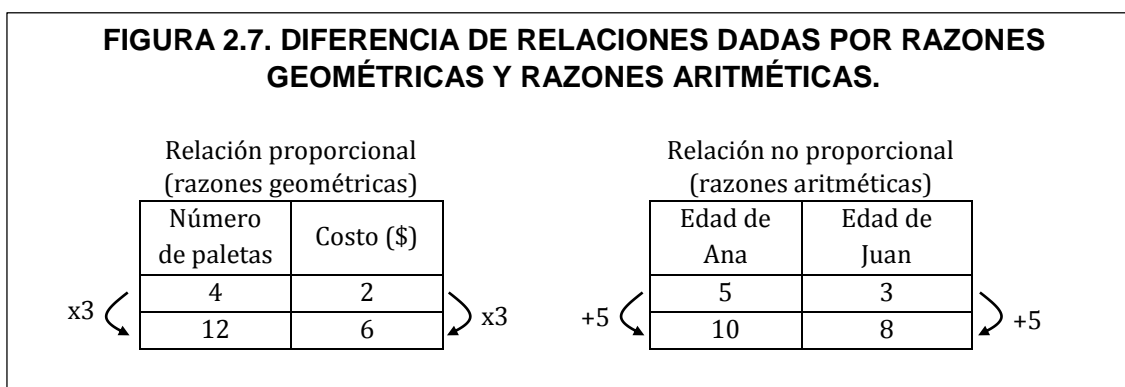 FIGURA 2.7. DIFERENCIA DE RELACIONES DADAS POR RAZONES
GEOMÉTRICAS Y RAZONES ARITMÉTICAS.
Relación proporcional
(razones geométricas)
Número
de paletas
Costo ($)
4
2
12
6
x3
x3
Relación no proporcional
(razones aritméticas)
Edad de
Ana
Edad de
Juan
5
3
10
8
+5
+5